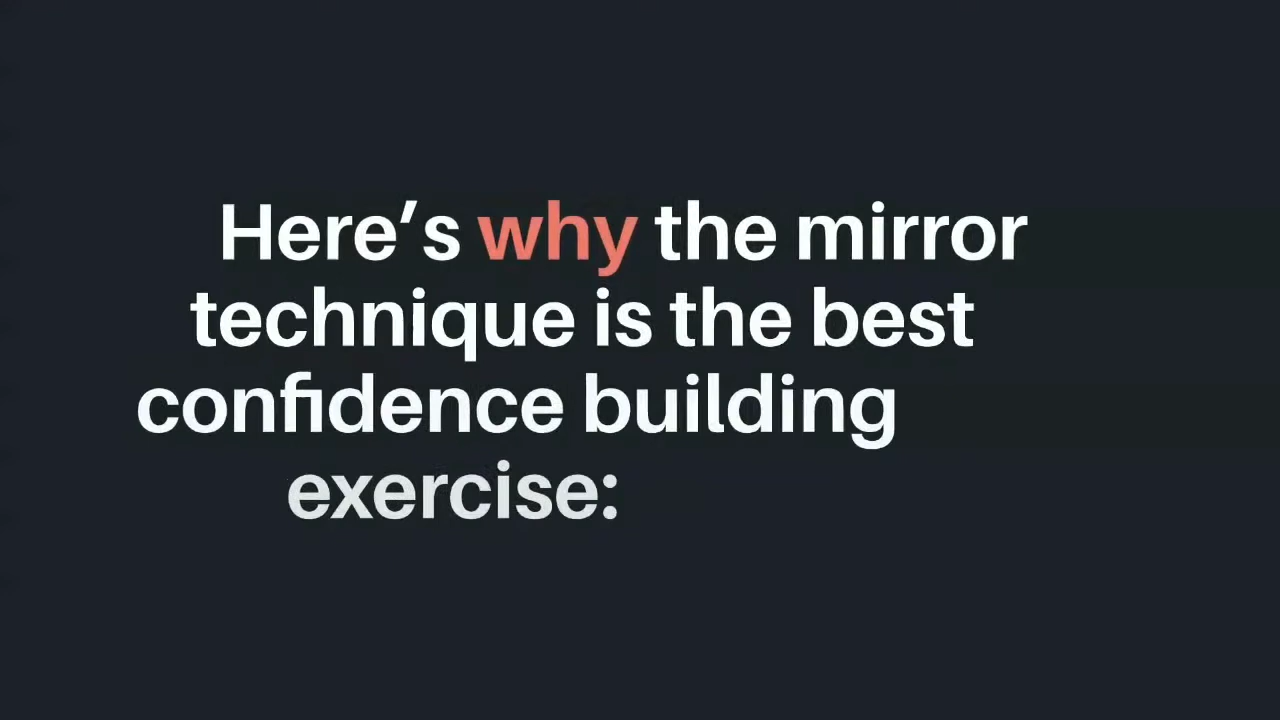 Here’s why the mirror
technique is the best
confidence building
exercise: